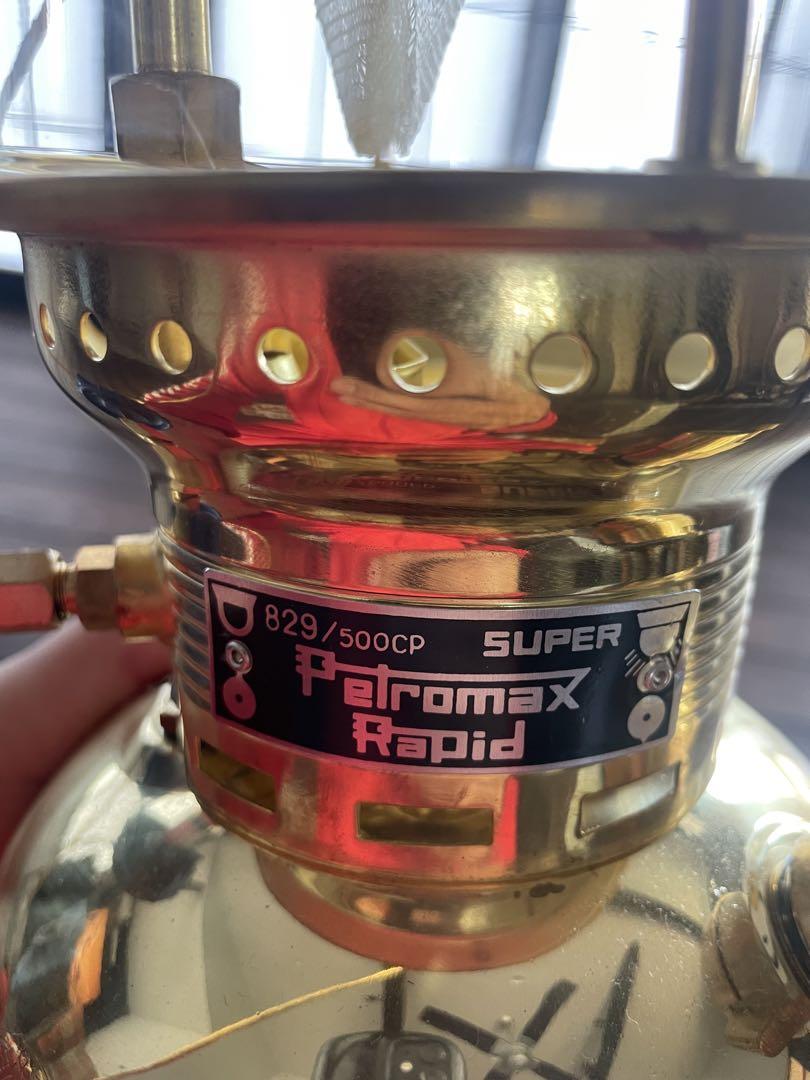 829/500CP SUPER
Petromax
Rapid